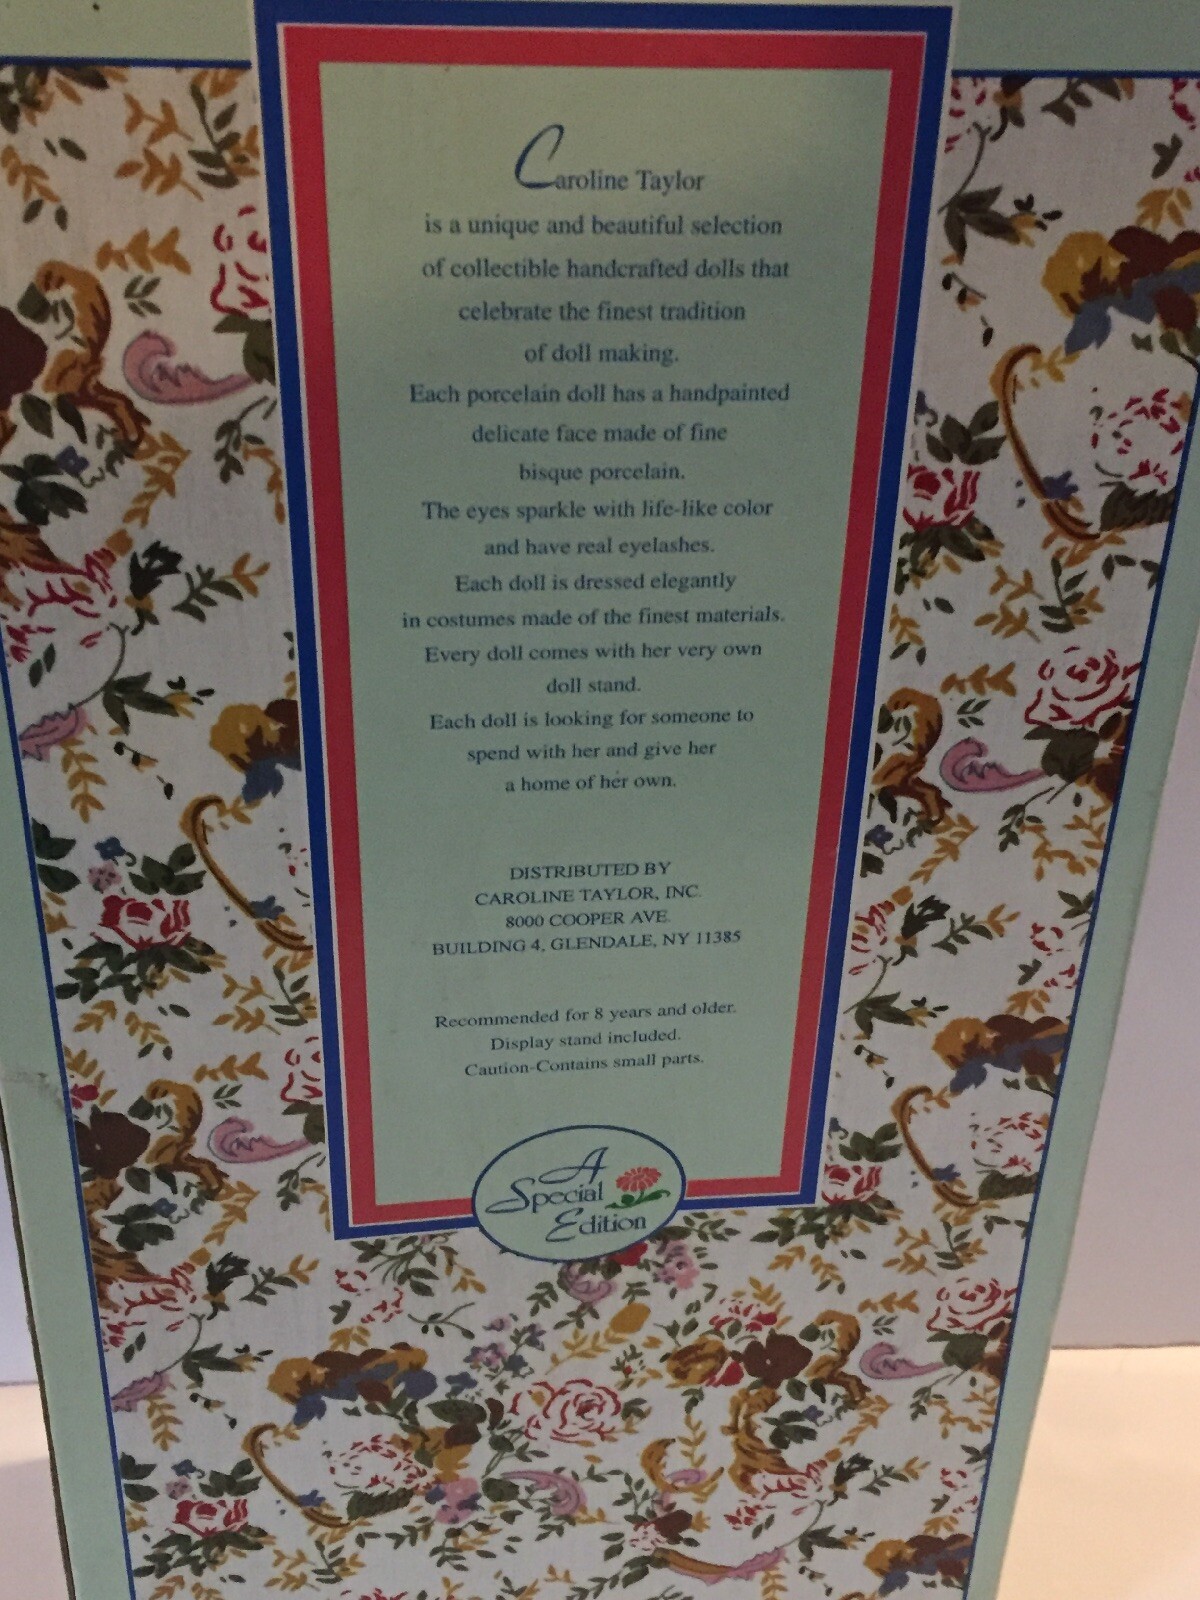 Caroline Taylor
is a unique and beautiful selection
of collectible handcrafted dolls that
celebrate the finest tradition
of doll making.
Each porcelain doll has a handpainted
delicate face made of fine
bisque porcelain.
The eyes sparkle with life-like color
and have real eyelashes.
Each doll is dressed elegantly
in costumes made of the finest materials.
Every doll comes with her very own
doll stand.
Each doll is looking for someone to
spend with her and give her
a home of her own.
DISTRIBUTED BY
CAROLINE TAYLOR, INC.
8000 COOPER AVE.
BUILDING 4, GLENDALE, NY 11385
Recommended for 8 years and older.
Display stand included.
Caution-Contains small parts.
A
Special
Edition